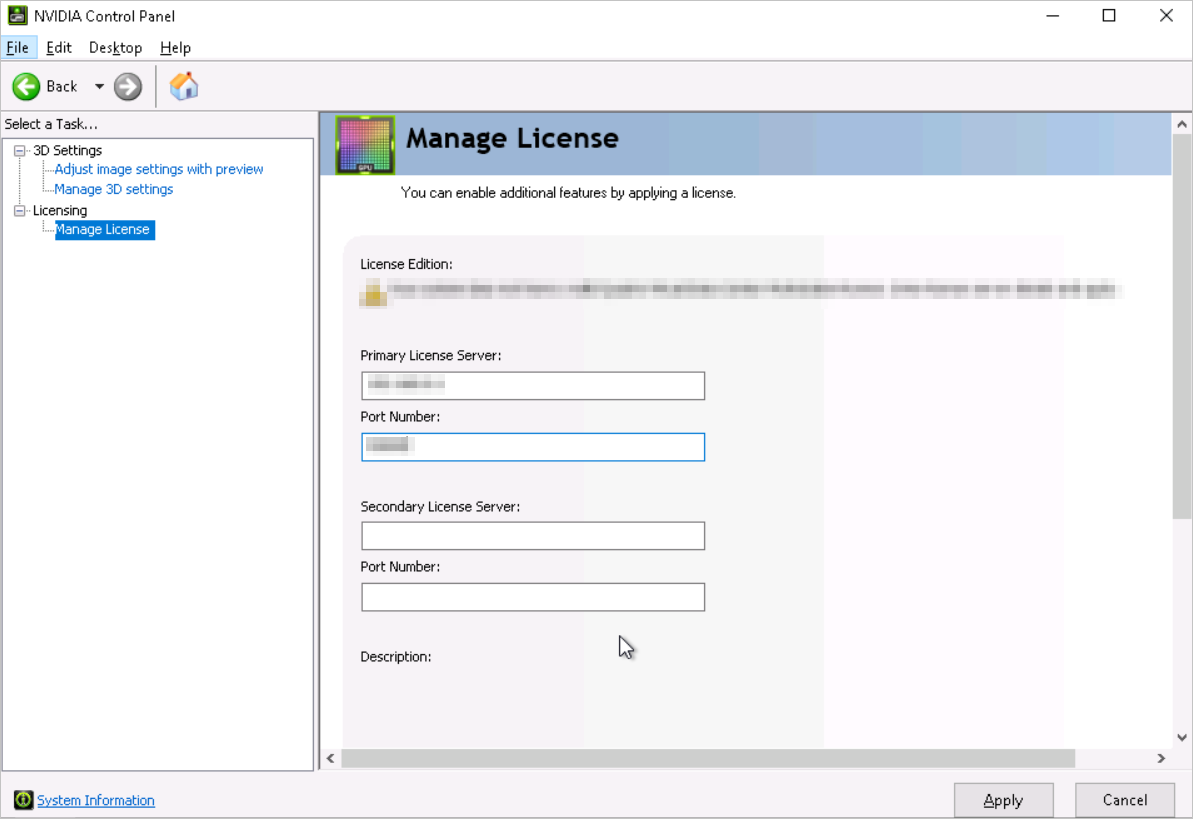 NVIDIA Control Panel
File Edit Desktop Help
Back
Select a Task...
3D Settings
Adjust image settings with preview
Manage 3D settings
Licensing
Manage License
Manage License
GPU
You can enable additional features by applying a license.
License Edition:
Primary License Server:
Port Number:
Secondary License Server:
Port Number:
Description:
System Information
Apply Cancel